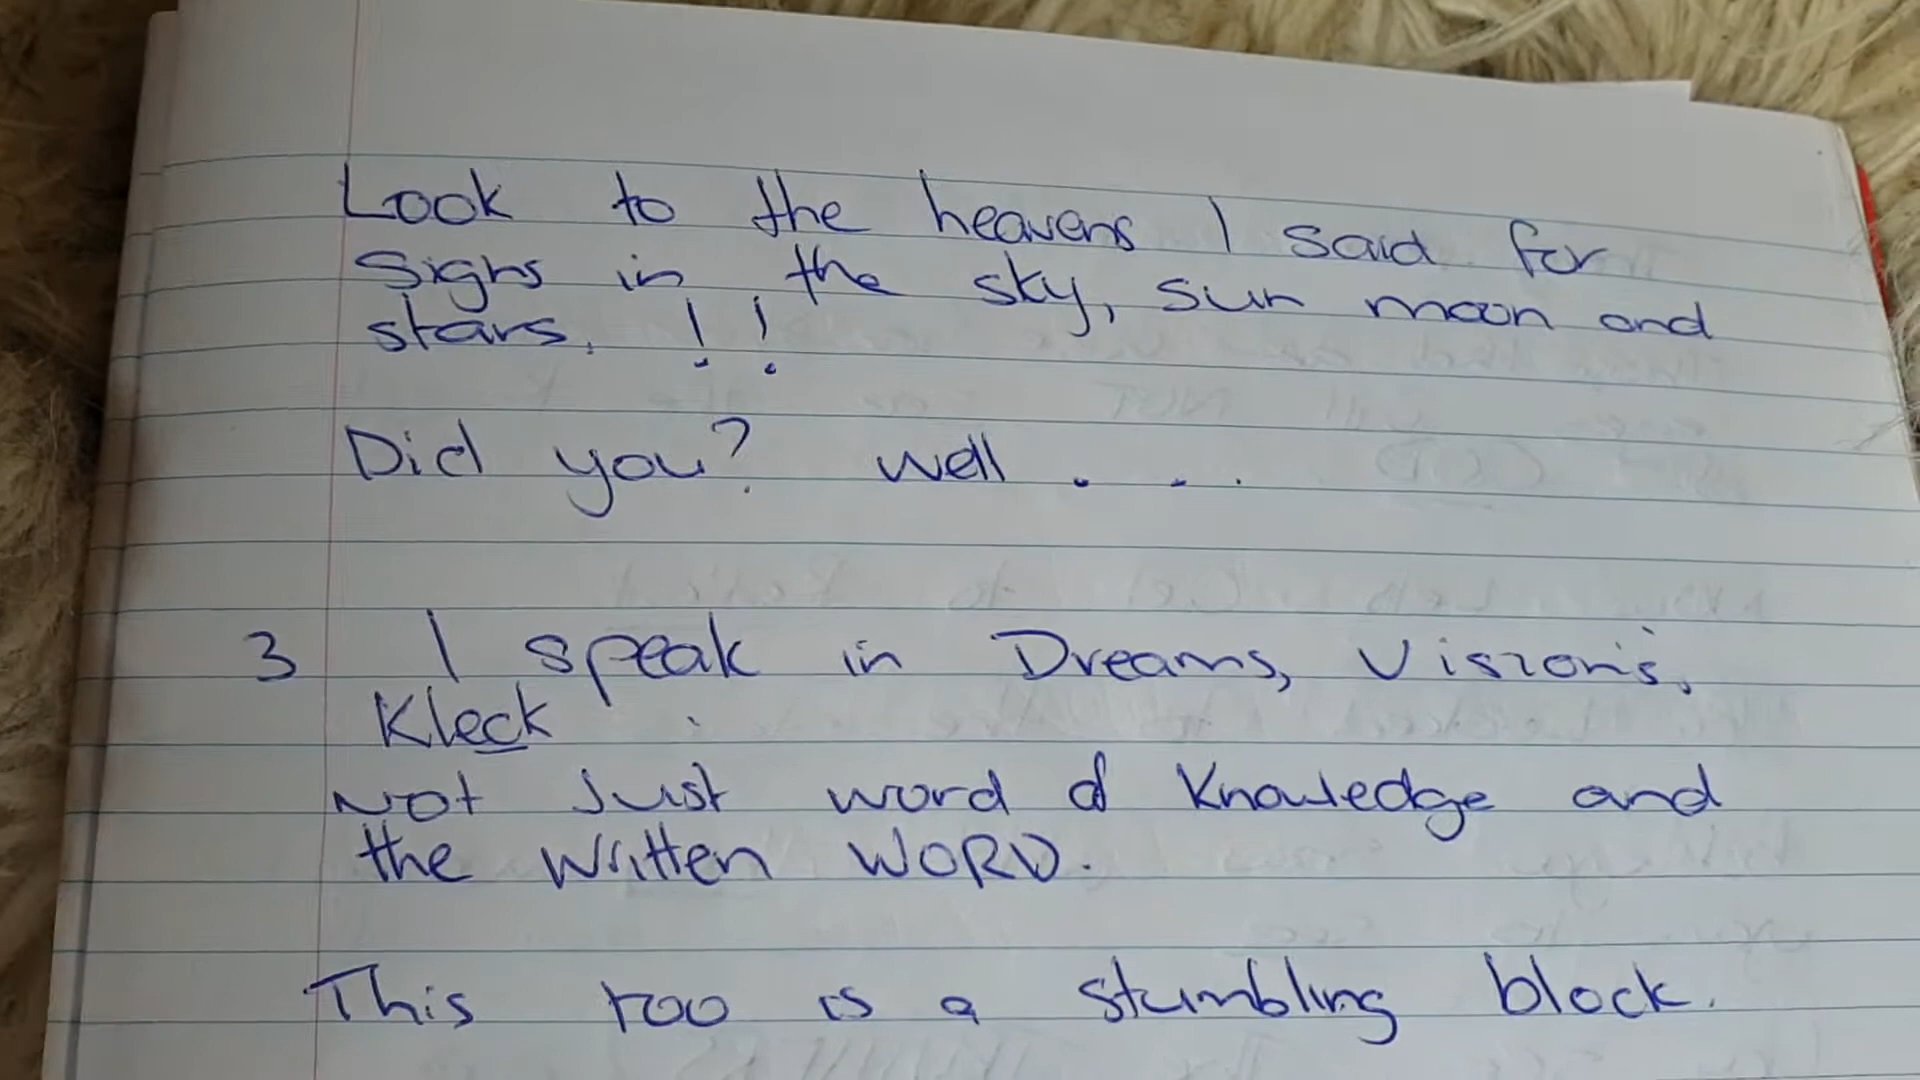 Look to the heavens I said for
Signs in the sky, sun moon and
stars. !!
Did you? well . . .
3 I speak in Dreams, Visions,
Kleck
Not Just word of Knowledge and
the Written WORD.
This too is a stumbling block.